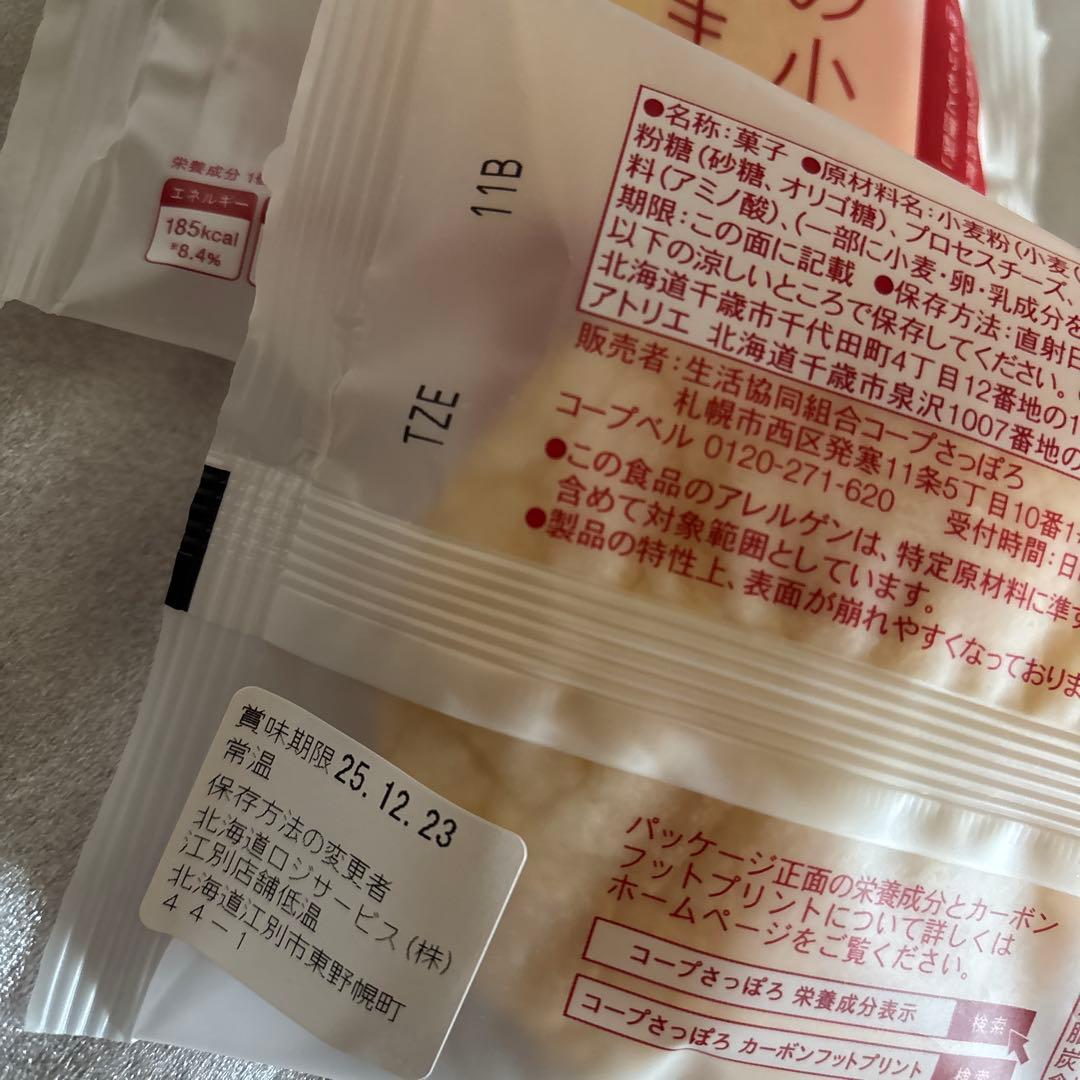 の小
栄養成分
エネルギー
185kcal
※8.4%
11B
TZE
●名称:菓子 ●原材料名:小麦粉(小麦(
粉糖(砂糖、オリゴ糖)、プロセスチーズ、
料(アミノ酸)、(一部に小麦・卵・乳成分を
期限:この面に記載 ●保存方法:直射日
以下の涼しいところで保存してください。
北海道千歳市千代田町4丁目12番地の1
アトリエ 北海道千歳市泉沢1007番地の
販売者:生活協同組合コープさっぽろ
札幌市西区発寒11条5丁目10番1
コープベル 0120-271-620 受付時間:日
●この食品のアレルゲンは、特定原材料に準ず
含めて対象範囲としています。
●製品の特性上、表面が崩れやすくなっておりま
賞味期限 25.12.23
常温
保存方法の変更者
北海道ロジサービス(株)
江別店舗低温
北海道江別市東野幌町
44-1
パッケージ正面の栄養成分とカーボン
フットプリントについて詳しくは
ホームページをご覧ください。
コープさっぽろ 栄養成分表示 検索
コープさっぽろ カーボンフットプリント 検索